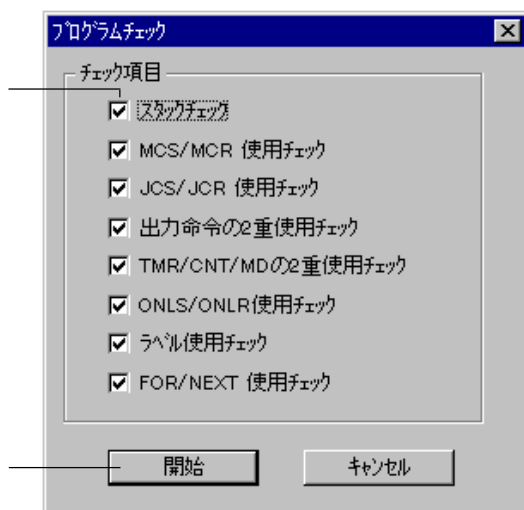 ﾌﾟﾛｸﾞﾗﾑﾁｪｯｸ
ﾁｪｯｸ項目
ｽﾀｯｸﾁｪｯｸ
MCS/MCR 使用ﾁｪｯｸ
JCS/JCR 使用ﾁｪｯｸ
出力命令の2重使用ﾁｪｯｸ
TMR/CNT/MDの2重使用ﾁｪｯｸ
ONLS/ONLR使用ﾁｪｯｸ
ﾗﾍﾞﾙ使用ﾁｪｯｸ
FOR/NEXT 使用ﾁｪｯｸ
開始
ｷｬﾝｾﾙ